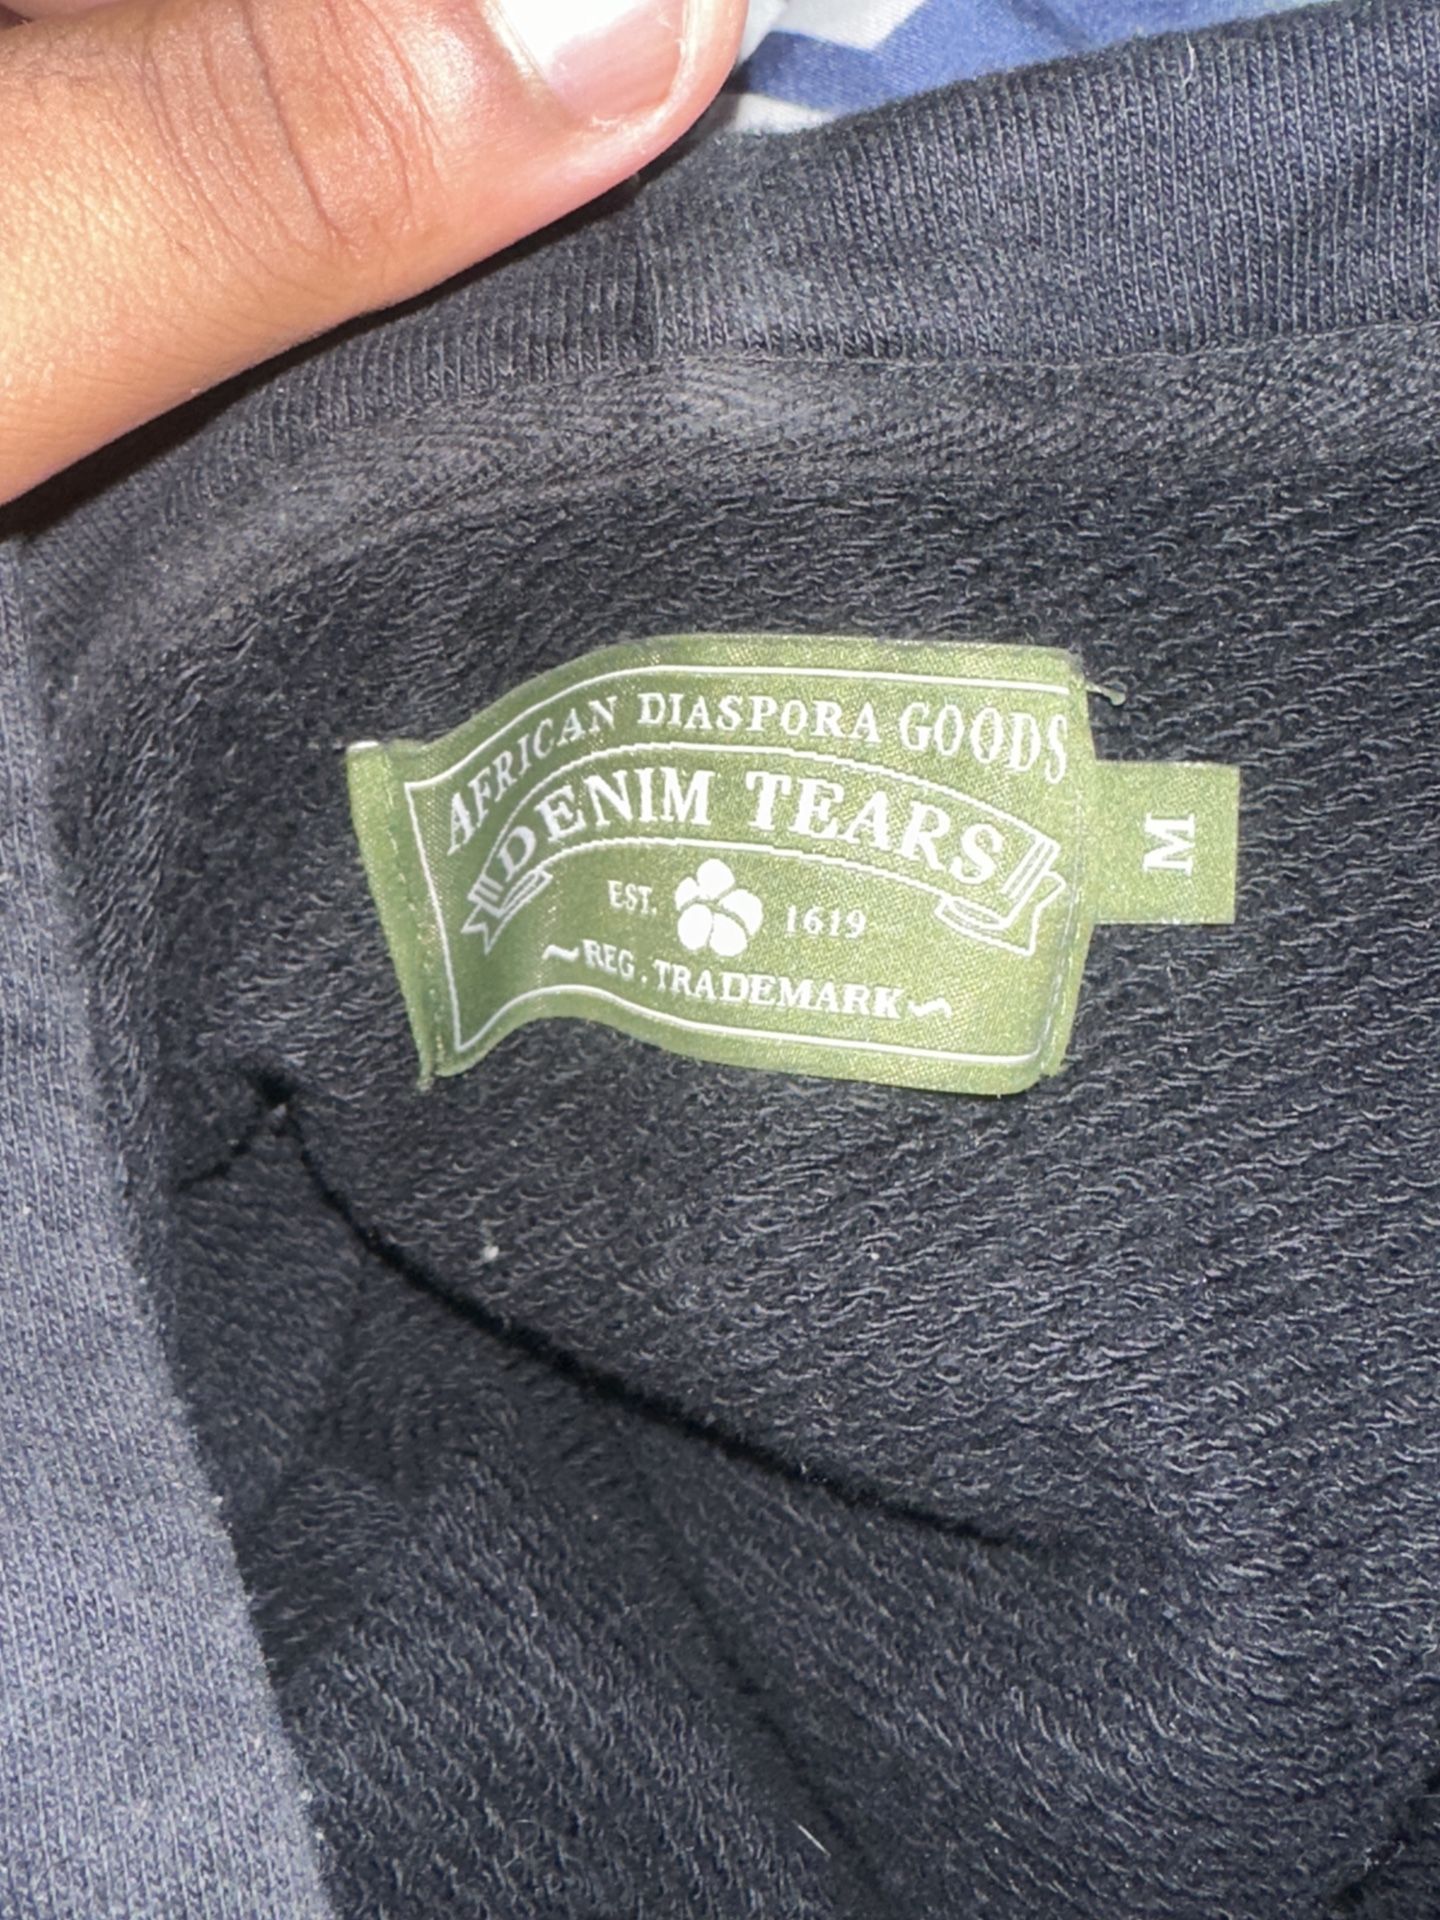 AFRICAN DIASPORA GOODS
DENIM TEARS
EST. 1619
~REG. TRADEMARK~
M